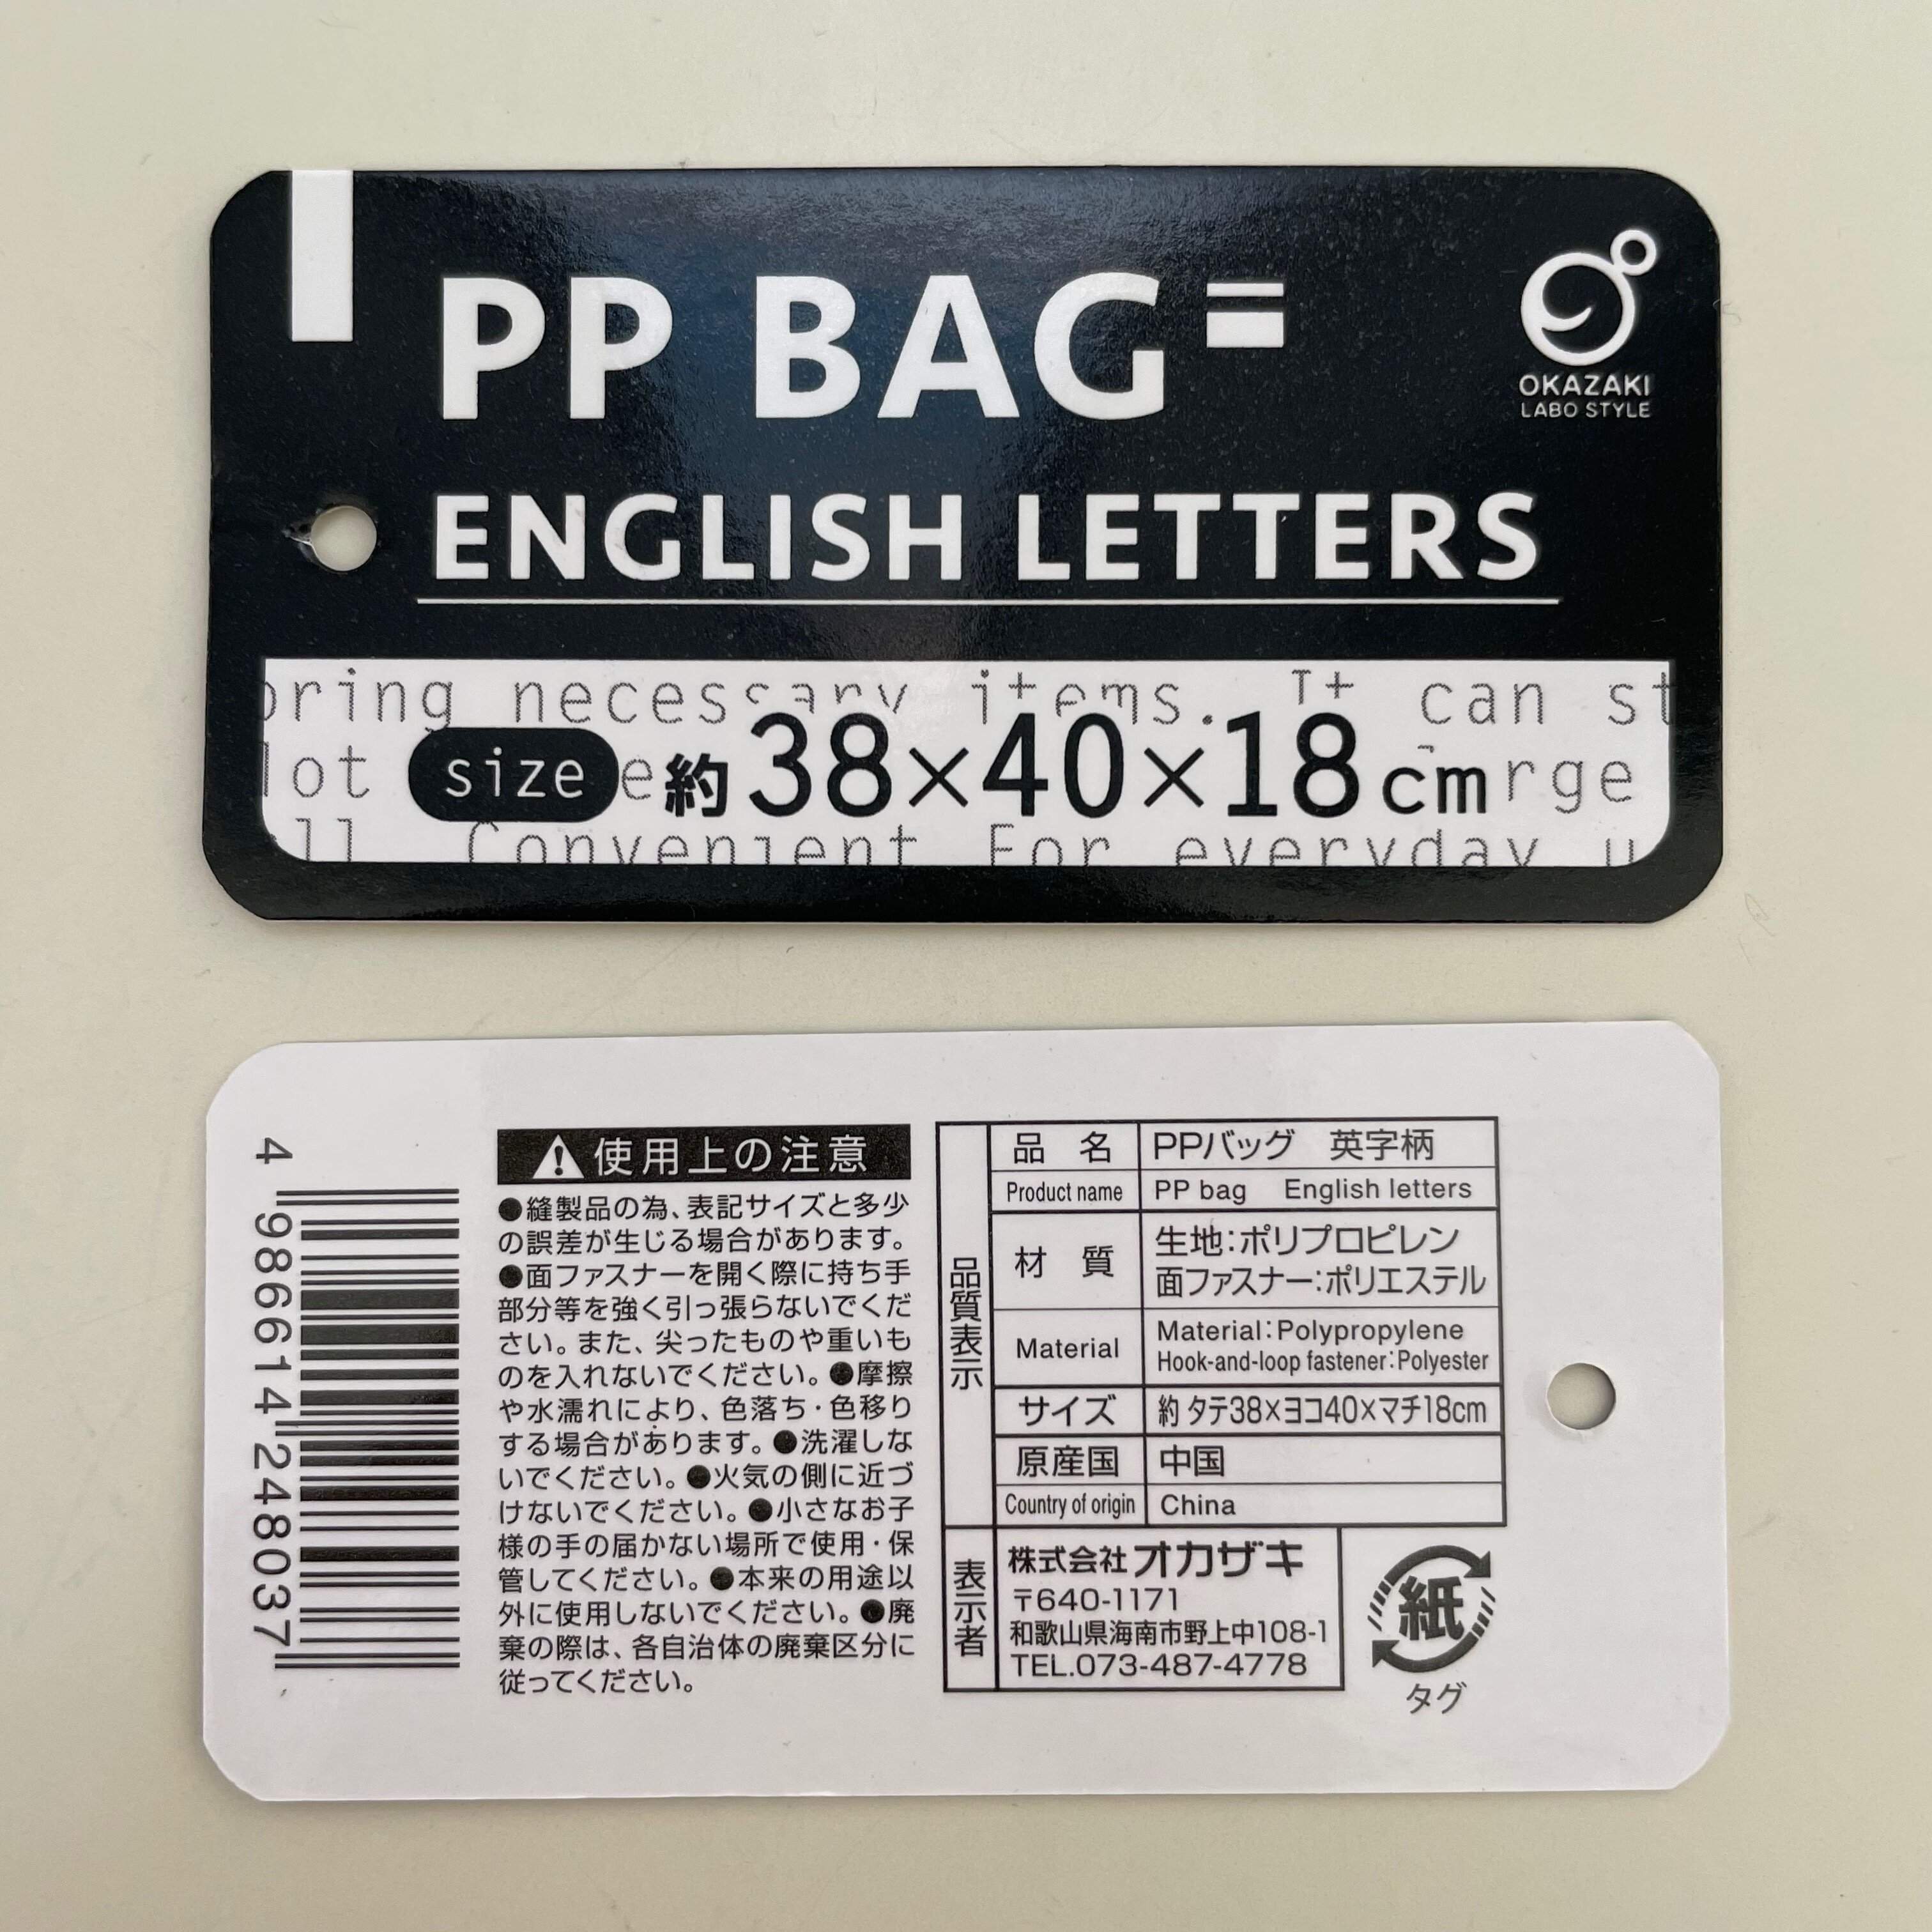 PP BAG
OKAZAKI
LABO STYLE
ENGLISH LETTERS
oring necessary items. It can st
lot
size
約38×40×18cm
rge
ll Convenient For everyday u
4 986614 248037
使用上の注意
●縫製品の為、表記サイズと多少
の誤差が生じる場合があります。
●面ファスナーを開く際に持ち手
部分等を強く引っ張らないでくだ
さい。また、尖ったものや重いも
のを入れないでください。●摩擦
や水濡れにより、色落ち・色移り
する場合があります。●洗濯しな
いでください。●火気の側に近づ
けないでください。●小さなお子
様の手の届かない場所で使用・保
管してください。●本来の用途以
外に使用しないでください。●廃
棄の際は、各自治体の廃棄区分に
従ってください。
品質表示
品 名 PPバッグ 英字柄
Product name PP bag English letters
材 質 生地:ポリプロピレン
面ファスナー:ポリエステル
Material Material:Polypropylene
Hook-and-loop fastener:Polyester
サイズ 約 タテ38×ヨコ40×マチ18cm
原産国 中国
Country of origin China
表示者
株式会社オカザキ
〒640-1171
和歌山県海南市野上中108-1
TEL.073-487-4778
紙
タグ